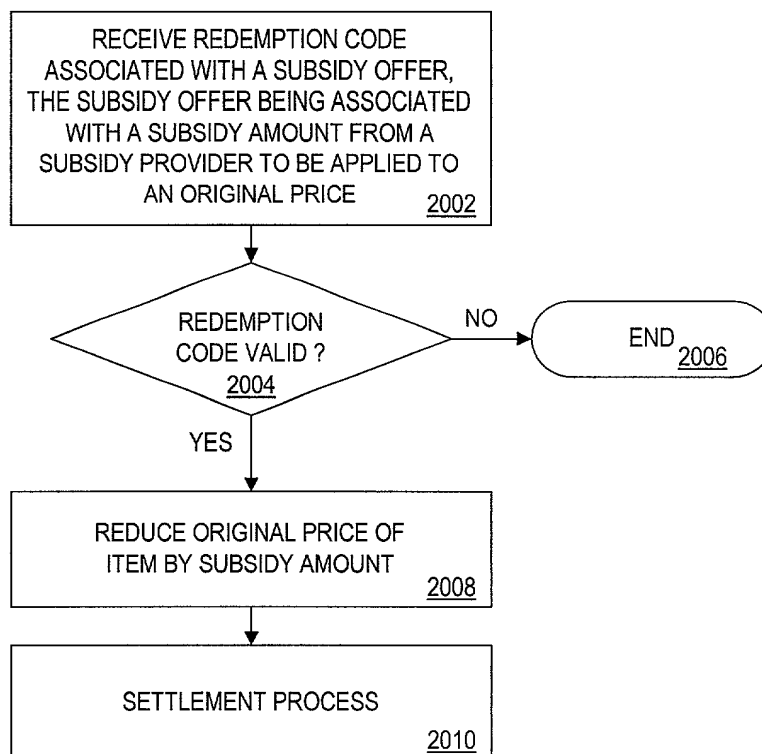 RECEIVE REDEMPTION CODE
ASSOCIATED WITH A SUBSIDY OFFER,
THE SUBSIDY OFFER BEING ASSOCIATED
WITH A SUBSIDY AMOUNT FROM A
SUBSIDY PROVIDER TO BE APPLIED TO
AN ORIGINAL PRICE
2002
REDEMPTION
CODE VALID ?
2004
NO
END
2006
YES
REDUCE ORIGINAL PRICE OF
ITEM BY SUBSIDY AMOUNT
2008
SETTLEMENT PROCESS
2010